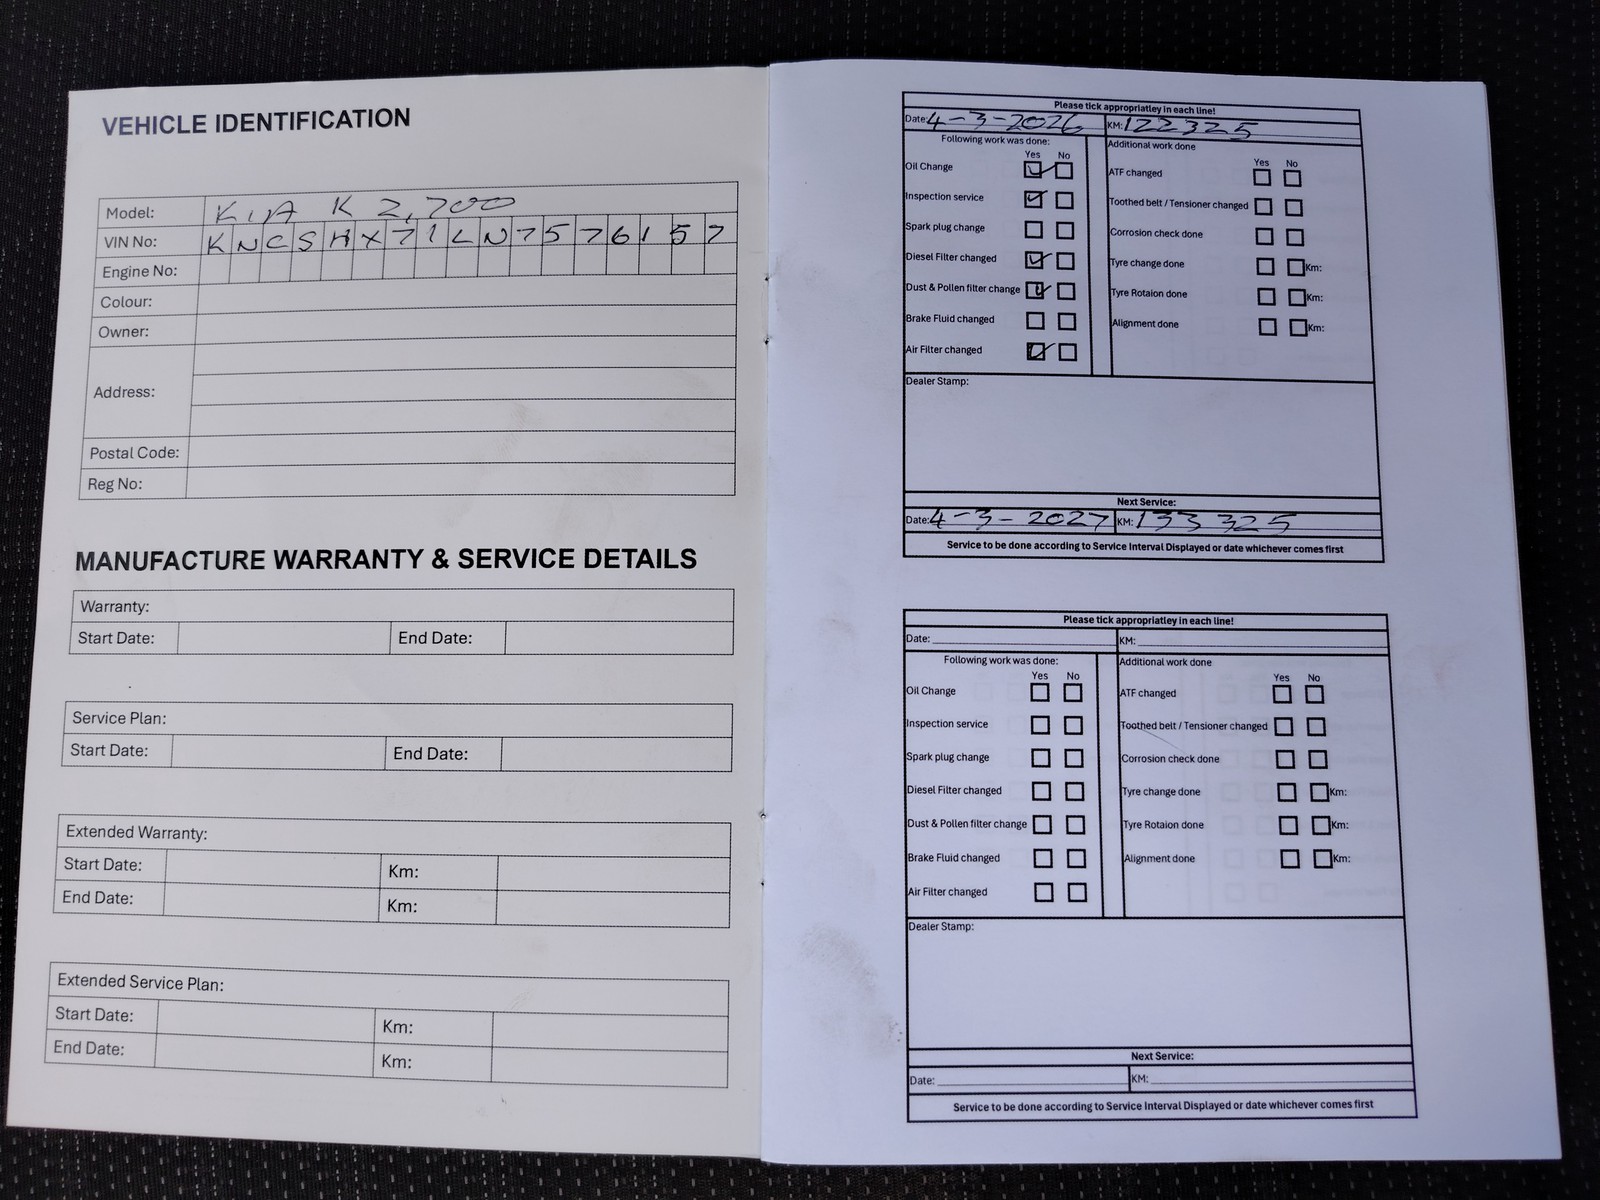 VEHICLE IDENTIFICATION
Model: KIA K 2,700
VIN No: KNCSHX71LN7576157
Engine No:
Colour:
Owner:
Address:
Postal Code:
Reg No:
MANUFACTURE WARRANTY & SERVICE DETAILS
Warranty:
Start Date: End Date:
Service Plan:
Start Date: End Date:
Extended Warranty:
Start Date: Km:
End Date: Km:
Extended Service Plan:
Start Date: Km:
End Date: Km:
Please tick appropriatley in each line!
Date: 4-3-2026 KM: 122325
Following work was done: Additional work done
Yes No Yes No
Oil Change ATF changed
Inspection service Toothed belt / Tensioner changed
Spark plug change Corrosion check done
Diesel Filter changed Tyre change done Km:
Dust & Pollen filter change Tyre Rotaion done Km:
Brake Fluid changed Alignment done Km:
Air Filter changed
Dealer Stamp:
Next Service:
Date: 4-3-2027 KM: 133 325
Service to be done according to Service Interval Displayed or date whichever comes first
Please tick appropriatley in each line!
Date: KM:
Following work was done: Additional work done
Yes No Yes No
Oil Change ATF changed
Inspection service Toothed belt / Tensioner changed
Spark plug change Corrosion check done
Diesel Filter changed Tyre change done Km:
Dust & Pollen filter change Tyre Rotaion done Km:
Brake Fluid changed Alignment done Km:
Air Filter changed
Dealer Stamp:
Next Service:
Date: KM:
Service to be done according to Service Interval Displayed or date whichever comes first